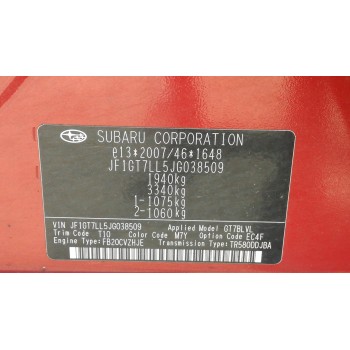 SUBARU CORPORATION
e13*2007/46*1648
JF1GT7LL5JG038509
1940kg
3340kg
1-1075kg
2-1060kg
VIN JF1GT7LL5JG038509 Applied Model GT7BLVL
Trim Code T10 Color Code M7Y Option Code EC4F
Engine Type: FB20CVZHJE Transmission Type: TR580DDJBA